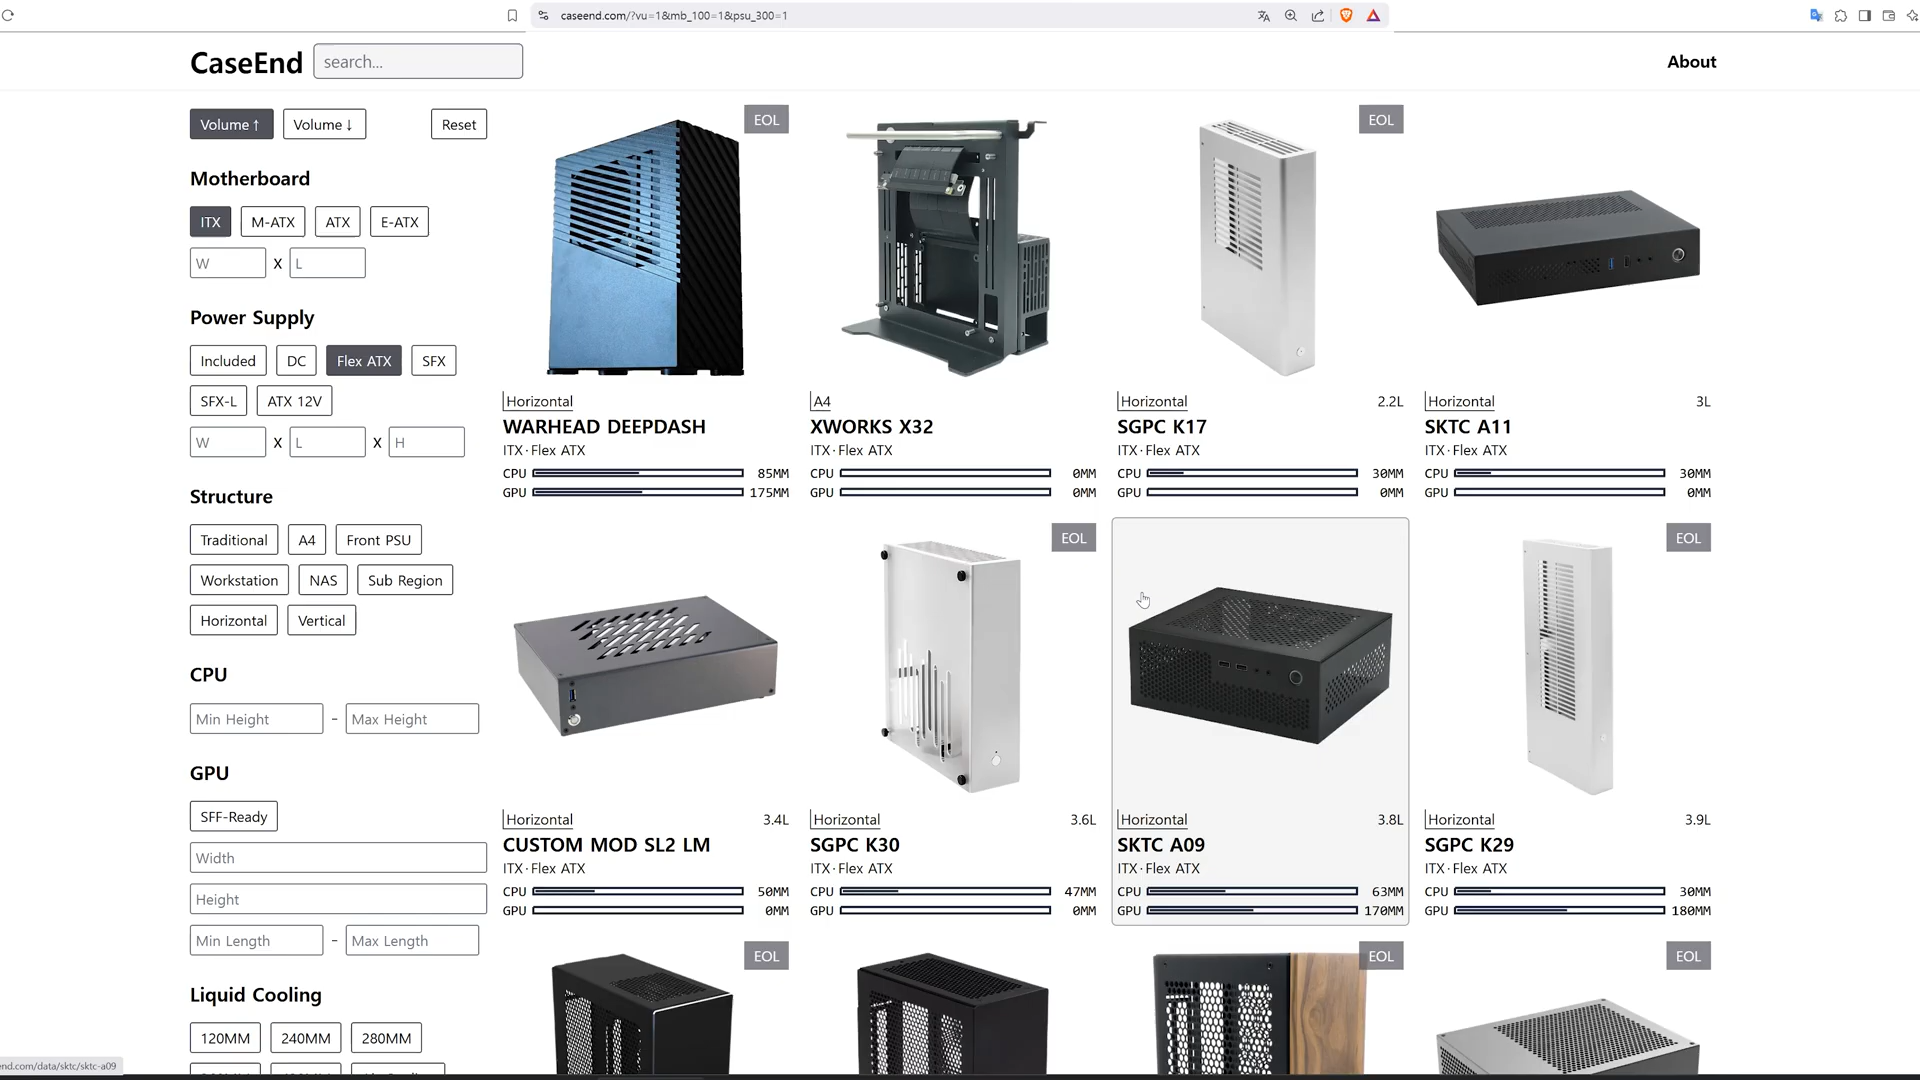 caseend.com/?vu=1&mb_100=1&psu_300=1
CaseEnd
search...
About
Volume ↑
Volume ↓
Reset
Motherboard
ITX
M-ATX
ATX
E-ATX
W
X
L
Power Supply
Included
DC
Flex ATX
SFX
SFX-L
ATX 12V
W
X
L
X
H
Structure
Traditional
A4
Front PSU
Workstation
NAS
Sub Region
Horizontal
Vertical
CPU
Min Height
-
Max Height
GPU
SFF-Ready
Width
Height
Min Length
-
Max Length
Liquid Cooling
120MM
240MM
280MM
EOL
Horizontal
WARHEAD DEEPDASH
ITX·Flex ATX
CPU 85MM
GPU 175MM
A4
XWORKS X32
ITX·Flex ATX
CPU 0MM
GPU 0MM
EOL
Horizontal 2.2L
SGPC K17
ITX·Flex ATX
CPU 30MM
GPU 0MM
Horizontal 3L
SKTC A11
ITX·Flex ATX
CPU 30MM
GPU 0MM
Horizontal 3.4L
CUSTOM MOD SL2 LM
ITX·Flex ATX
CPU 50MM
GPU 0MM
EOL
Horizontal 3.6L
SGPC K30
ITX·Flex ATX
CPU 47MM
GPU 0MM
Horizontal 3.8L
SKTC A09
ITX·Flex ATX
CPU 63MM
GPU 170MM
EOL
Horizontal 3.9L
SGPC K29
ITX·Flex ATX
CPU 30MM
GPU 180MM
EOL
EOL
EOL
end.com/data/sktc/sktc-a09